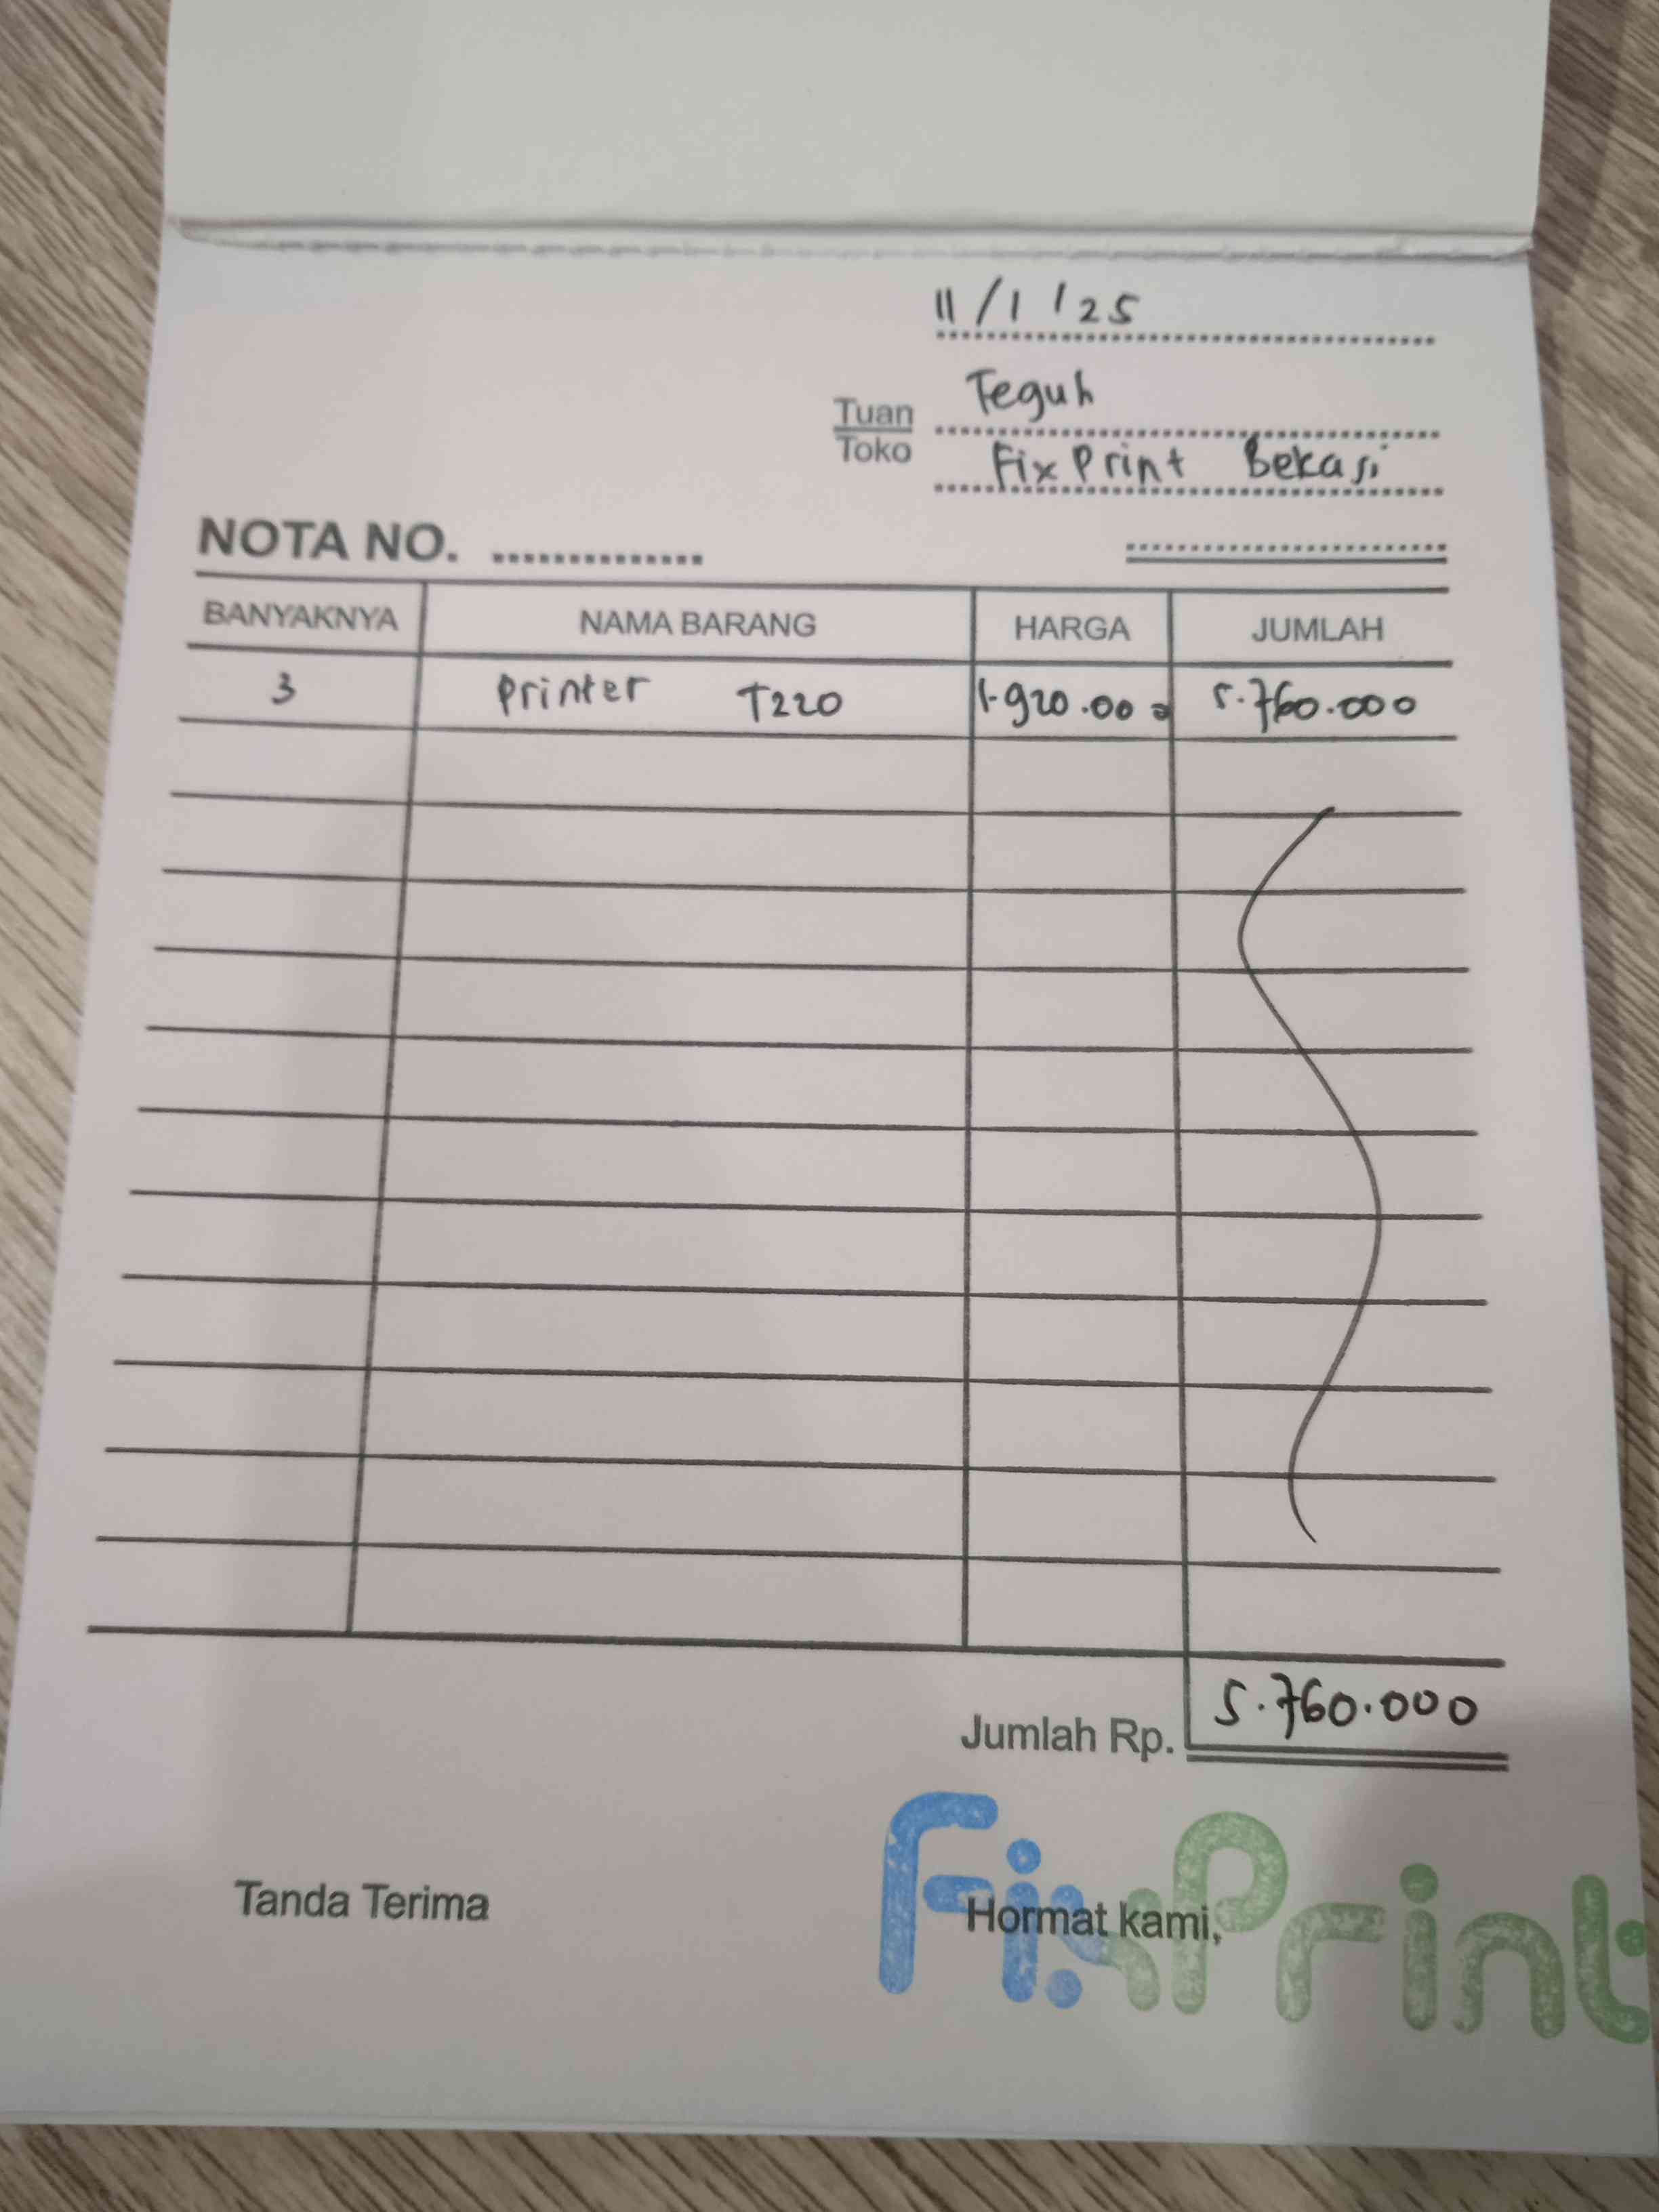 11/1/25
Tuan Teguh
Toko FixPrint Bekasi
NOTA NO. ..............
BANYAKNYA NAMA BARANG HARGA JUMLAH
3 Printer T220 1.920.000 5.760.000
Jumlah Rp. 5.760.000
Tanda Terima Hormat kami,
FixPrint